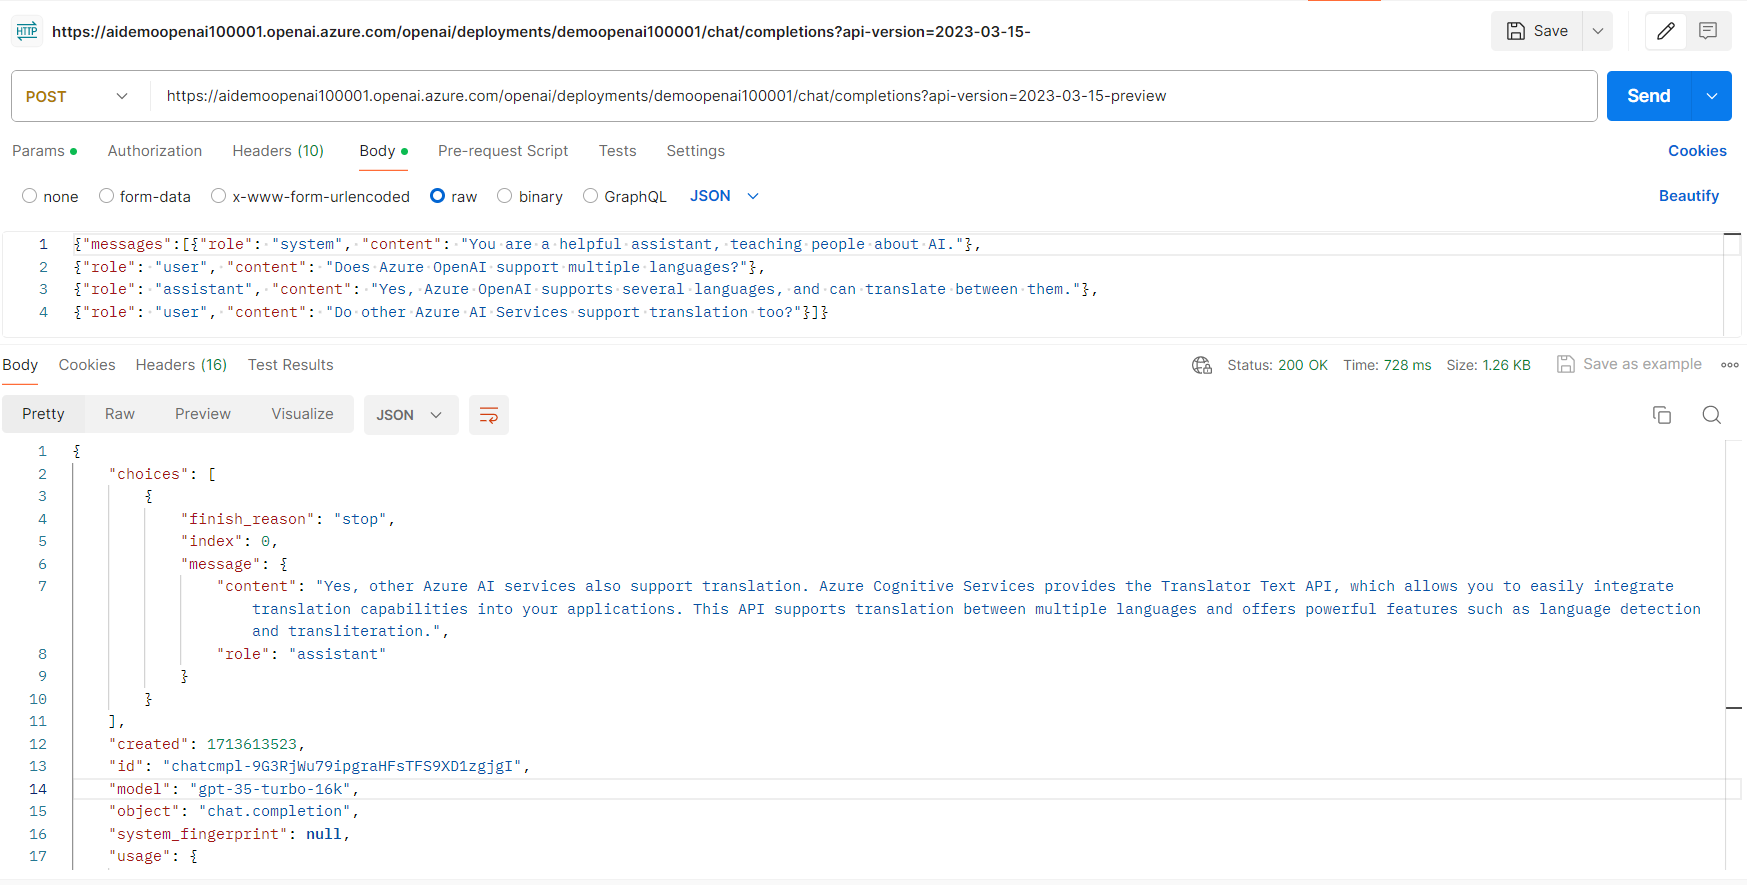 HTTP https://aidemoopenai100001.openai.azure.com/openai/deployments/demoopenai100001/chat/completions?api-version=2023-03-15- Save
POST https://aidemoopenai100001.openai.azure.com/openai/deployments/demoopenai100001/chat/completions?api-version=2023-03-15-preview Send
Params Authorization Headers (10) Body Pre-request Script Tests Settings Cookies
none form-data x-www-form-urlencoded raw binary GraphQL JSON Beautify
1 {"messages":[{"role": "system", "content": "You are a helpful assistant, teaching people about AI."},
2 {"role": "user", "content": "Does Azure OpenAI support multiple languages?"},
3 {"role": "assistant", "content": "Yes, Azure OpenAI supports several languages, and can translate between them."},
4 {"role": "user", "content": "Do other Azure AI Services support translation too?"}]}
Body Cookies Headers (16) Test Results Status: 200 OK Time: 728 ms Size: 1.26 KB Save as example
Pretty Raw Preview Visualize JSON
1 {
2 "choices": [
3 {
4 "finish_reason": "stop",
5 "index": 0,
6 "message": {
7 "content": "Yes, other Azure AI services also support translation. Azure Cognitive Services provides the Translator Text API, which allows you to easily integrate
translation capabilities into your applications. This API supports translation between multiple languages and offers powerful features such as language detection
and transliteration.",
8 "role": "assistant"
9 }
10 }
11 ],
12 "created": 1713613523,
13 "id": "chatcmpl-9G3RjWu79ipgraHFsTFS9XD1zgjgI",
14 "model": "gpt-35-turbo-16k",
15 "object": "chat.completion",
16 "system_fingerprint": null,
17 "usage": {